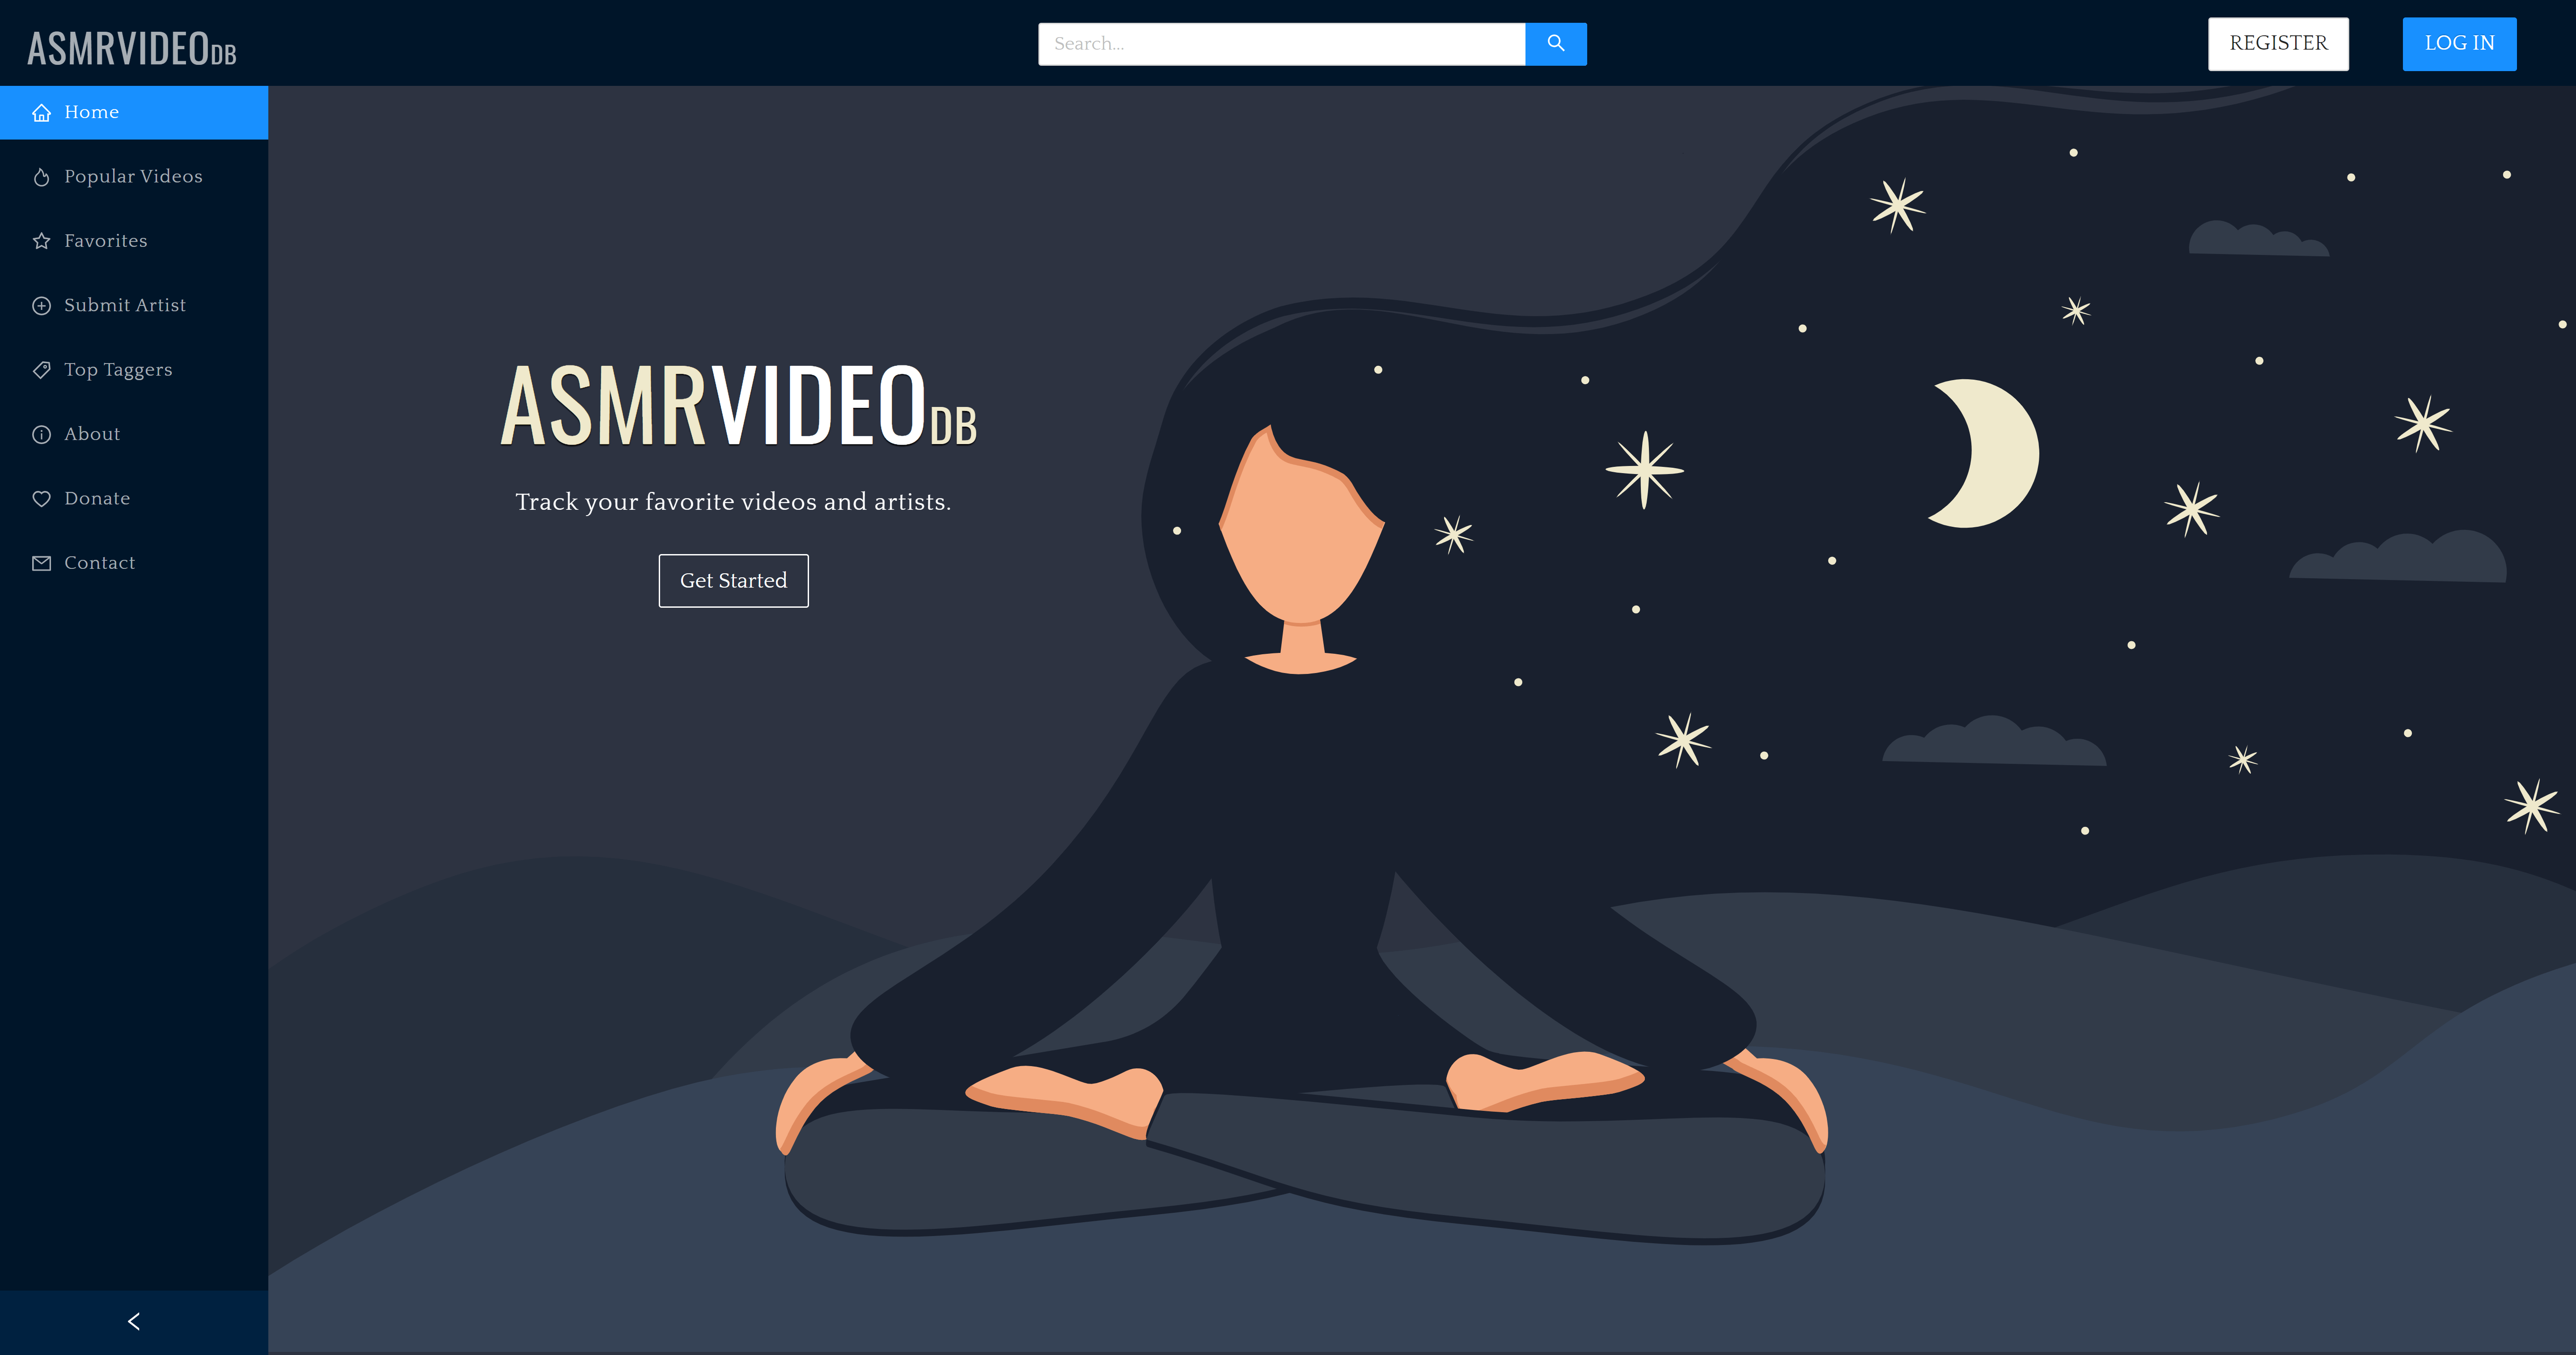 ASMRVIDEODB
Search...
REGISTER
LOG IN
Home
Popular Videos
Favorites
Submit Artist
Top Taggers
About
Donate
Contact
ASMRVIDEODB
Track your favorite videos and artists.
Get Started